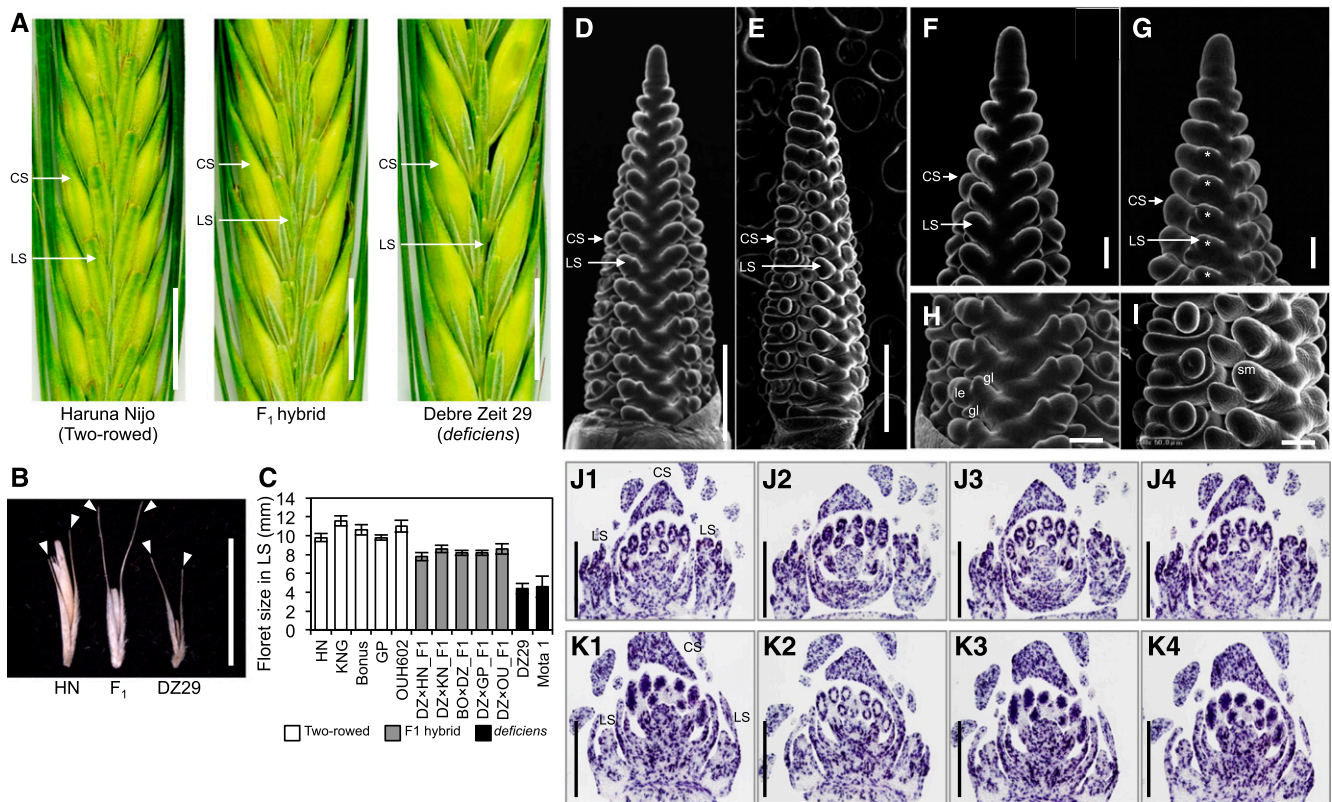 A
CS
LS
CS
LS
CS
LS
Haruna Nijo
(Two-rowed)
F1 hybrid
Debre Zeit 29
(deficiens)
B
HN
F1
DZ29
C
Floret size in LS (mm)
14
12
10
8
6
4
2
0
HN
KNG
Bonus
GP
OUH602
DZ×HN_F1
DZ×KN_F1
BO×DZ_F1
DZ×GP_F1
DZ×OU_F1
DZ29
Mota 1
Two-rowed
F1 hybrid
deficiens
D
CS
LS
E
CS
LS
F
CS
LS
G
*
*
*
*
*
CS
LS
H
gl
le
gl
I
sm
J1
CS
LS
LS
J2
J3
J4
K1
CS
LS
LS
K2
K3
K4